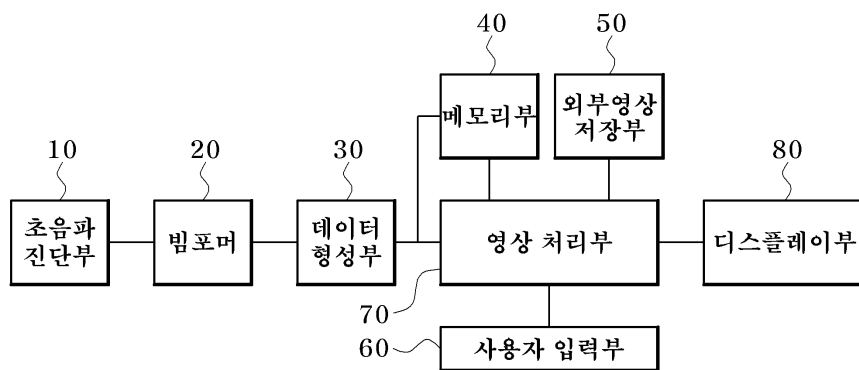 40
50
메모리부
외부영상
저장부
10
20
30
80
초음파
진단부
빔포머
데이터
형성부
영상 처리부
디스플레이부
70
60
사용자 입력부